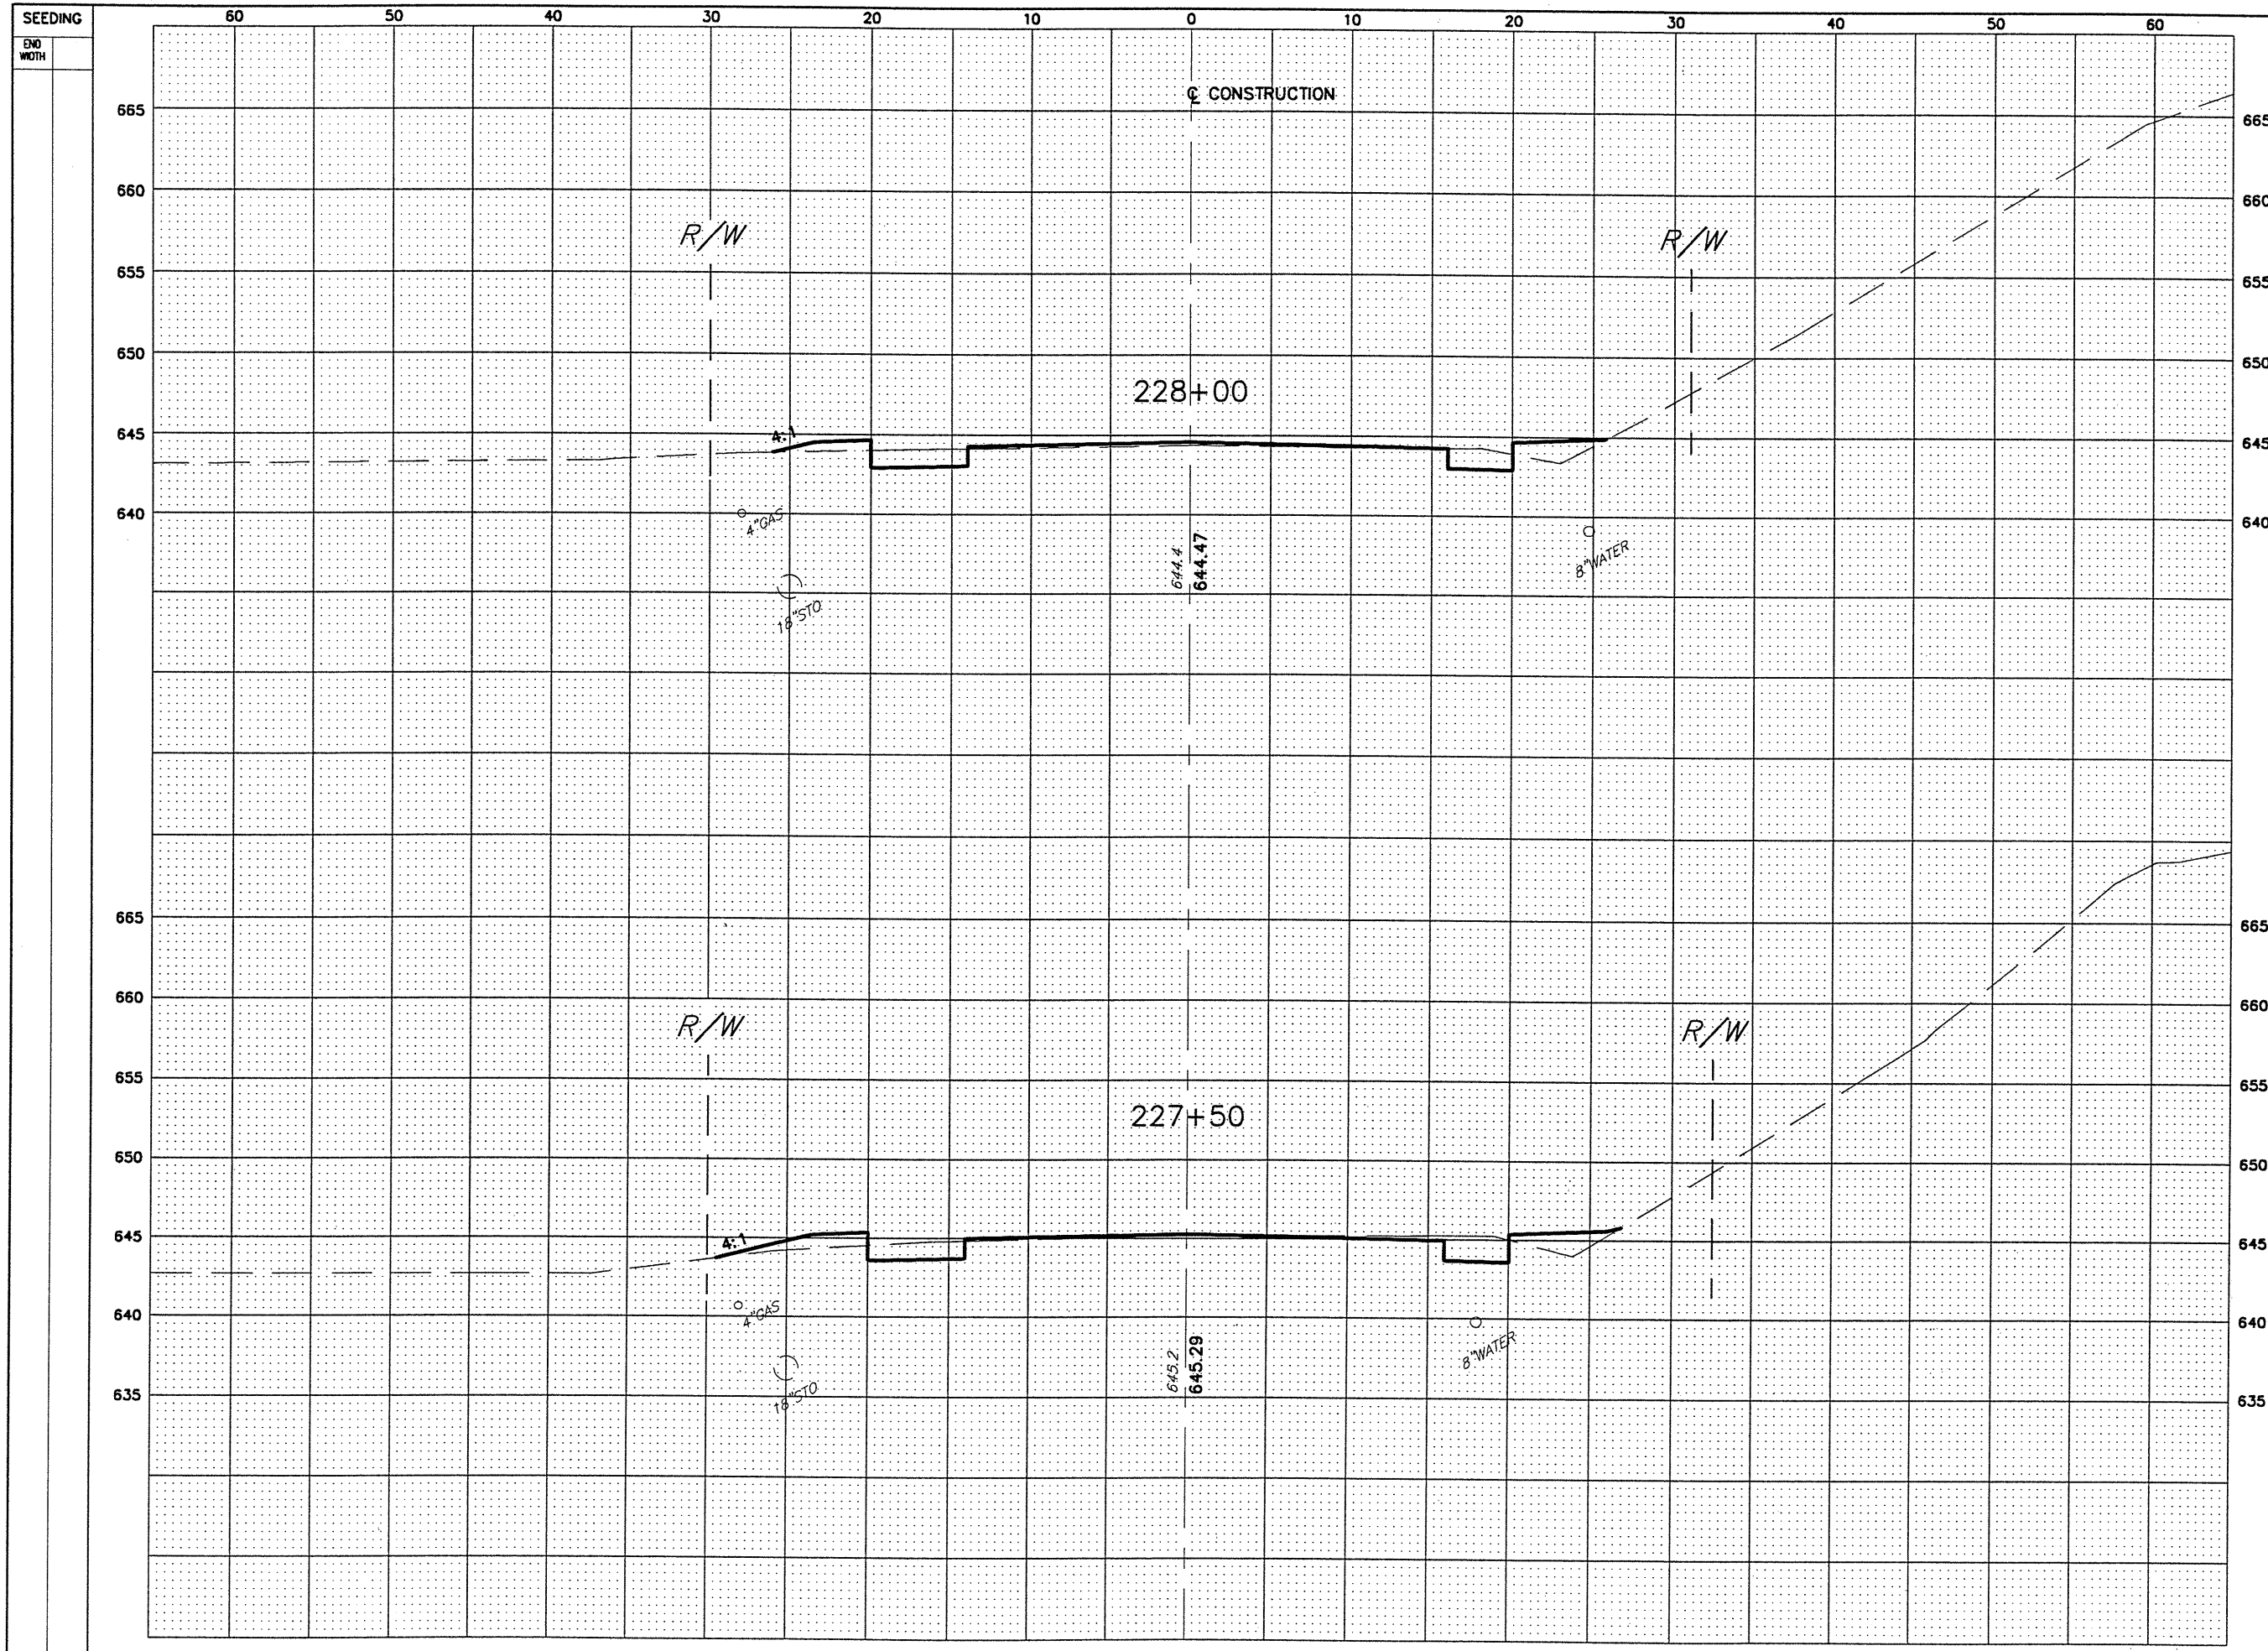 SEEDING
END
WIDTH
60 50 40 30 20 10 0 10 20 30 40 50 60
℄ CONSTRUCTION
665 665
660 660
R/W R/W
655 655
650 650
228+00
4:1
645 645
640 640
4"GAS
644.4
644.47
8"WATER
18"STO
665 665
660 660
R/W R/W
655 655
227+50
650 650
4:1
645 645
640 640
4"GAS
645.2
645.29
8"WATER
18"STO
635 635